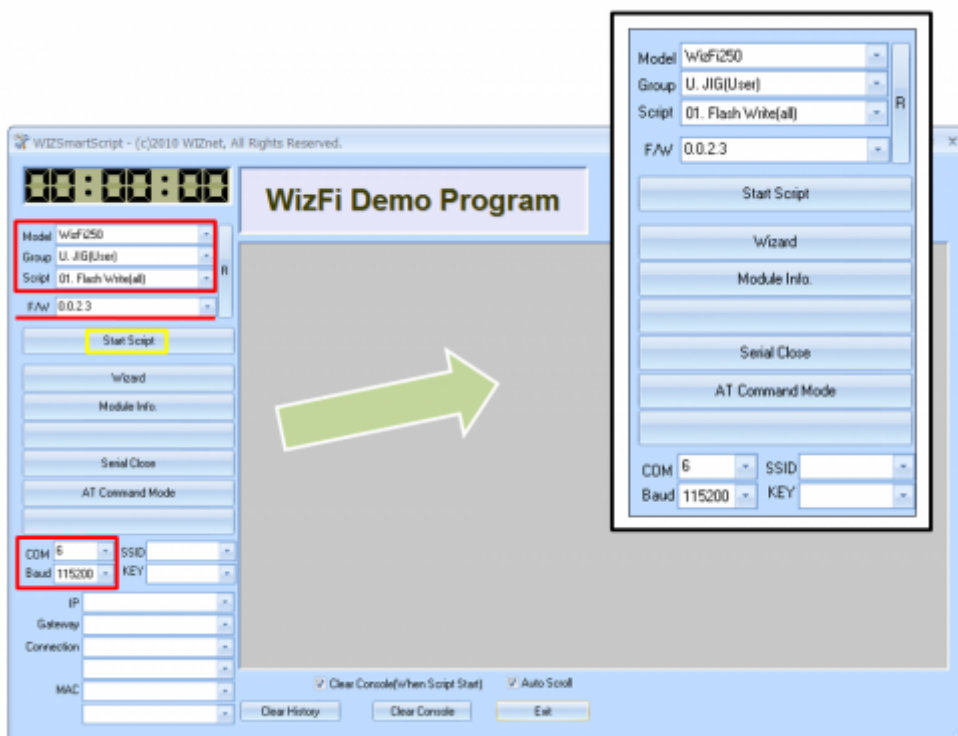 WIZSmartScript - (c)2010 WIZnet, All Rights Reserved.
00:00:00
WizFi Demo Program
Model WizFi250
Group U. JIG(User)
Script 01. Flash Write(all)
R
F/W 0.0.2.3
Start Script
Wizard
Module Info.
Serial Close
AT Command Mode
COM 6 SSID
Baud 115200 KEY
IP
Gateway
Connection
MAC
Clear Console(When Script Start) Auto Scroll
Clear History Clear Console Exit
Model WizFi250
Group U. JIG(User)
Script 01. Flash Write(all)
R
F/W 0.0.2.3
Start Script
Wizard
Module Info.
Serial Close
AT Command Mode
COM 6 SSID
Baud 115200 KEY